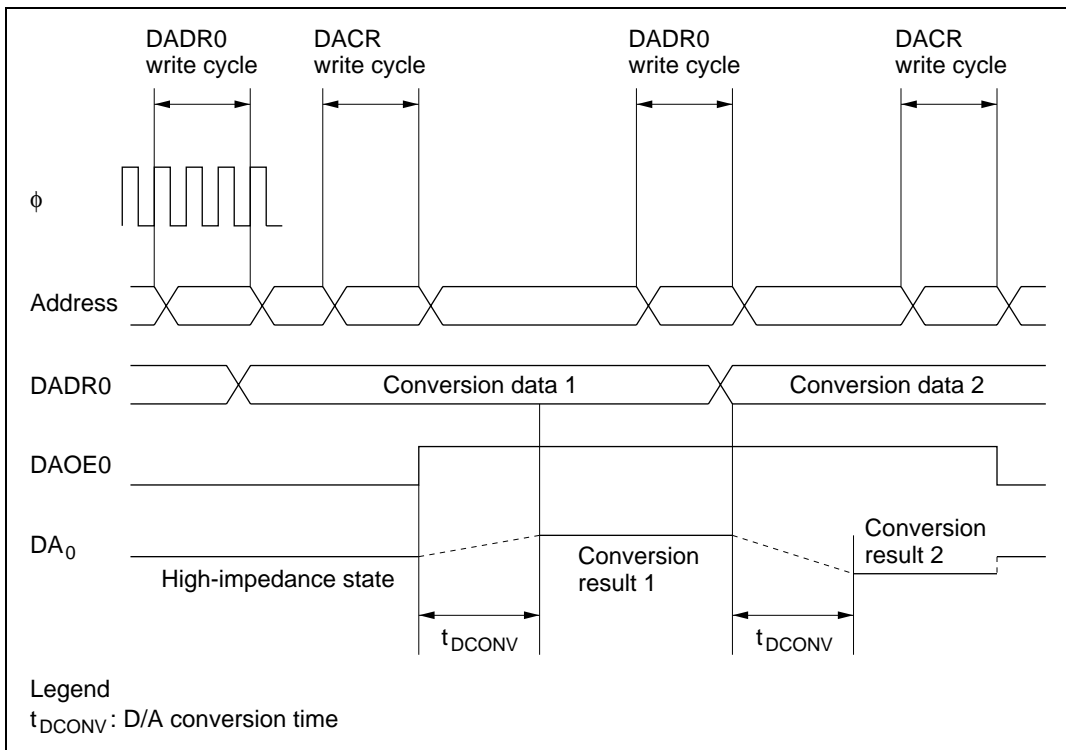 DADR0
write cycle
DACR
write cycle
DADR0
write cycle
DACR
write cycle
ϕ
Address
DADR0
Conversion data 1
Conversion data 2
DAOE0
DA0
High-impedance state
Conversion
result 1
Conversion
result 2
tDCONV
tDCONV
Legend
tDCONV : D/A conversion time